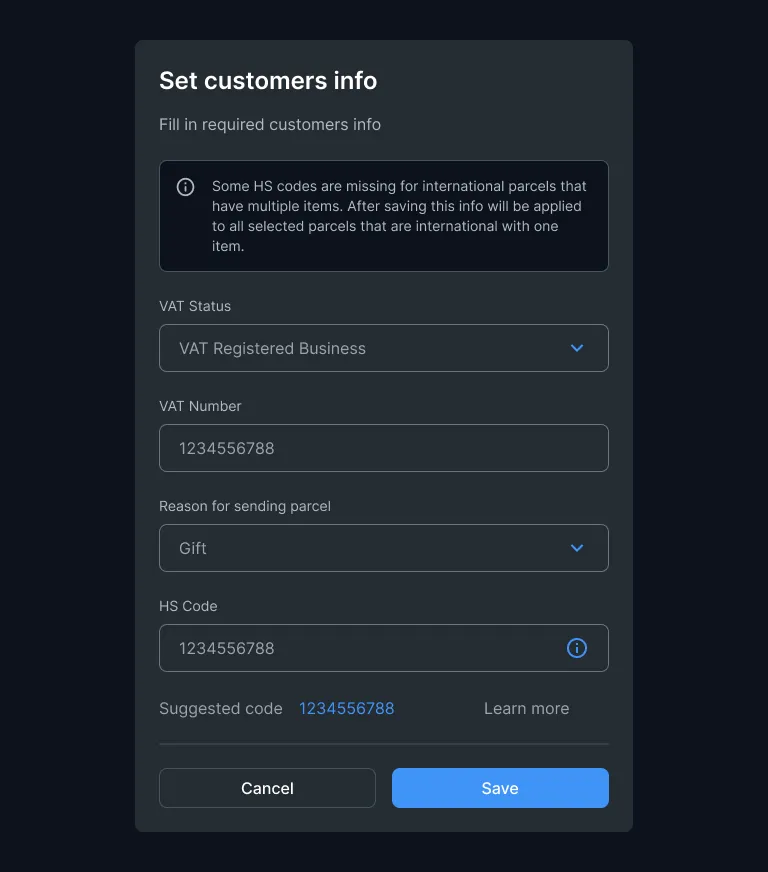 Set customers info
Fill in required customers info
Some HS codes are missing for international parcels that
have multiple items. After saving this info will be applied
to all selected parcels that are international with one
item.
VAT Status
VAT Registered Business
VAT Number
1234556788
Reason for sending parcel
Gift
HS Code
1234556788
Suggested code 1234556788 Learn more
Cancel Save